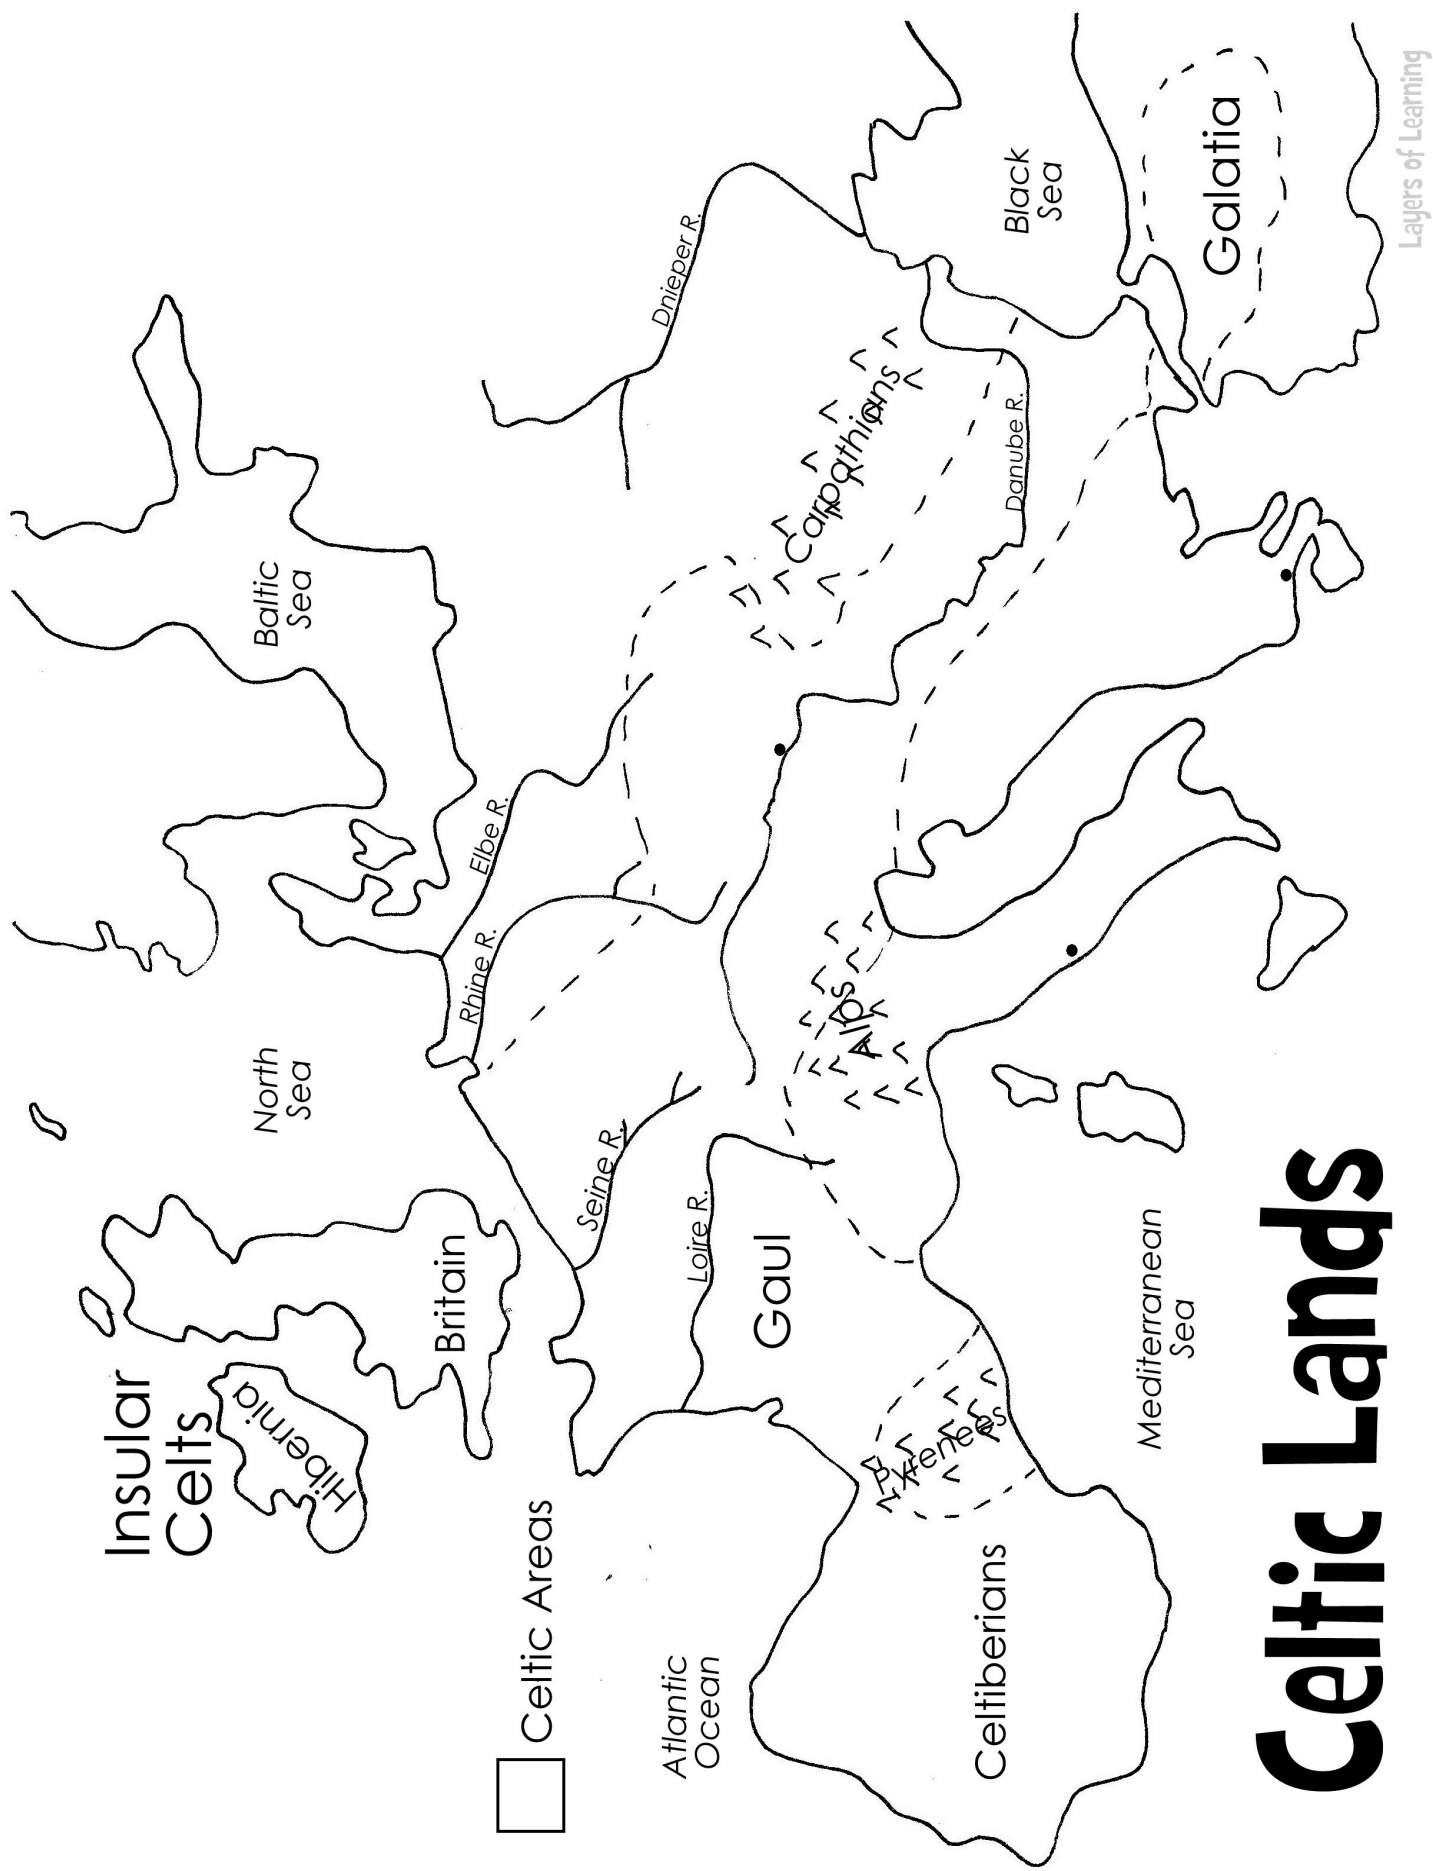 Insular
Celts
Hibernia
Britain
North
Sea
Baltic
Sea
Celtic Areas
Atlantic
Ocean
Rhine R.
Elbe R.
Seine R.
Loire R.
Gaul
Dnieper R.
Carpathians
Danube R.
Black
Sea
Alps
Pyrenees
Celtiberians
Mediterranean
Sea
Galatia
Celtic Lands
Layers of Learning